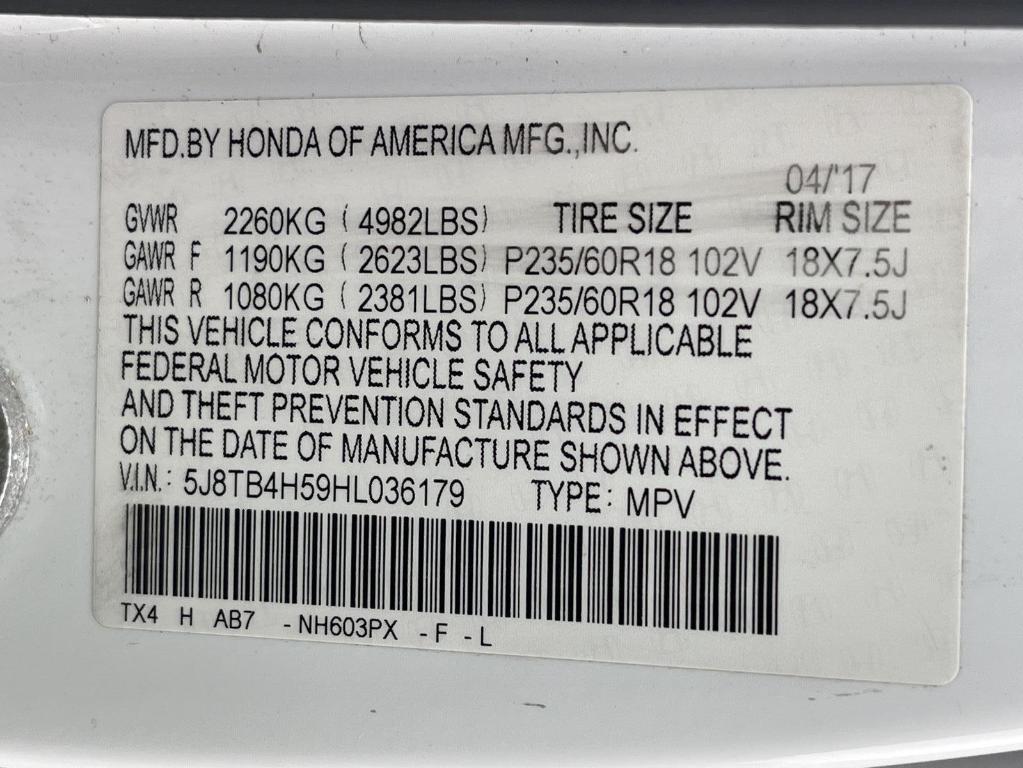 MFD.BY HONDA OF AMERICA MFG.,INC.
04/'17
GVWR 2260KG ( 4982LBS) TIRE SIZE RIM SIZE
GAWR F 1190KG ( 2623LBS) P235/60R18 102V 18X7.5J
GAWR R 1080KG ( 2381LBS) P235/60R18 102V 18X7.5J
THIS VEHICLE CONFORMS TO ALL APPLICABLE
FEDERAL MOTOR VEHICLE SAFETY
AND THEFT PREVENTION STANDARDS IN EFFECT
ON THE DATE OF MANUFACTURE SHOWN ABOVE.
V.I.N.: 5J8TB4H59HL036179 TYPE: MPV
TX4 H AB7 -NH603PX -F -L